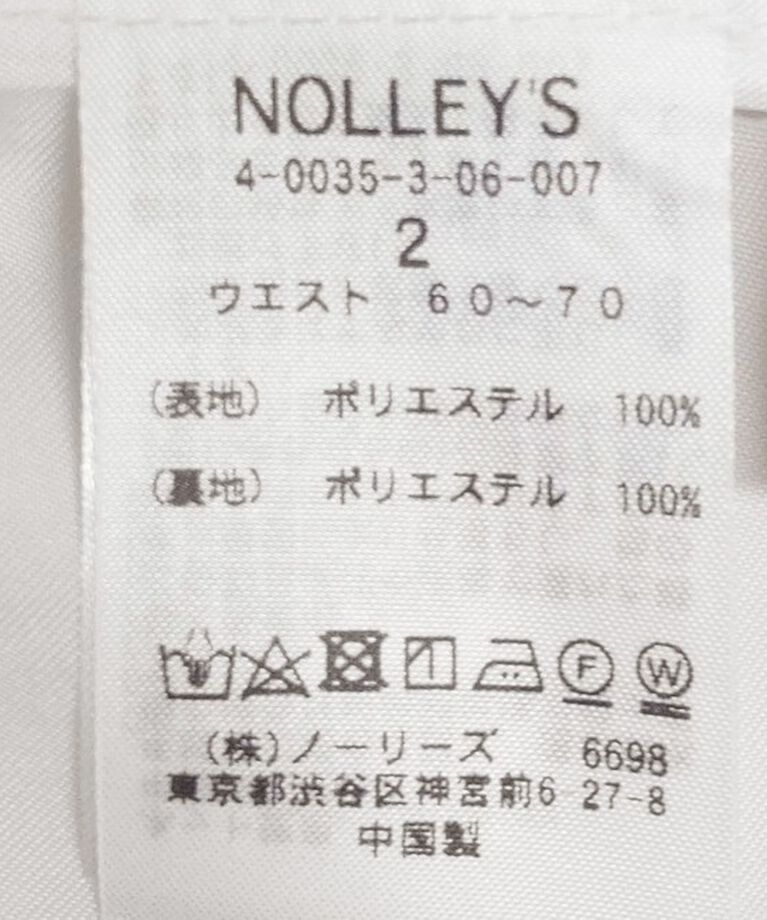 NOLLEY'S
4-0035-3-06-007
2
ウエスト 60~70
(表地) ポリエステル 100%
(裏地) ポリエステル 100%
F W
(株)ノーリーズ 6698
東京都渋谷区神宮前6 27-8
中国製